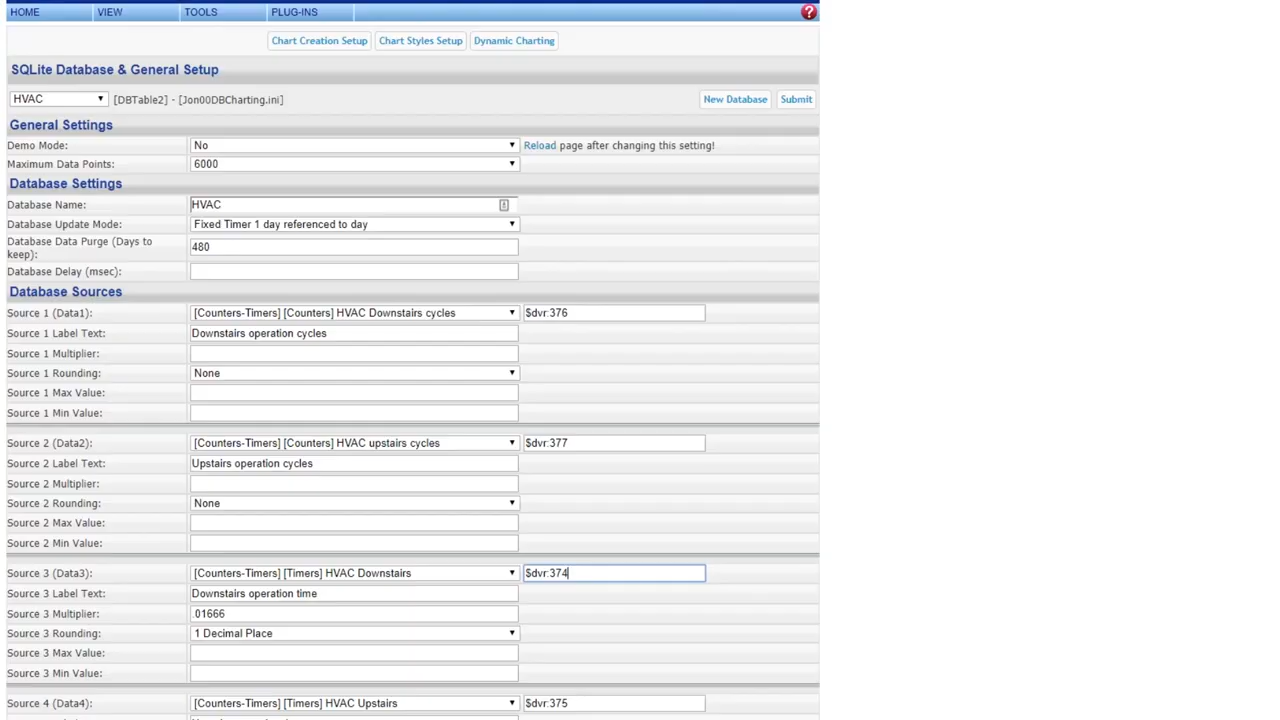 HOME VIEW TOOLS PLUG-INS ?
Chart Creation Setup Chart Styles Setup Dynamic Charting
SQLite Database & General Setup
HVAC [DBTable2] - [Jon00DBCharting.ini] New Database Submit
General Settings
Demo Mode: No Reload page after changing this setting!
Maximum Data Points: 6000
Database Settings
Database Name: HVAC
Database Update Mode: Fixed Timer 1 day referenced to day
Database Data Purge (Days to
keep): 480
Database Delay (msec):
Database Sources
Source 1 (Data1): [Counters-Timers] [Counters] HVAC Downstairs cycles $dvr:376
Source 1 Label Text: Downstairs operation cycles
Source 1 Multiplier:
Source 1 Rounding: None
Source 1 Max Value:
Source 1 Min Value:
Source 2 (Data2): [Counters-Timers] [Counters] HVAC upstairs cycles $dvr:377
Source 2 Label Text: Upstairs operation cycles
Source 2 Multiplier:
Source 2 Rounding: None
Source 2 Max Value:
Source 2 Min Value:
Source 3 (Data3): [Counters-Timers] [Timers] HVAC Downstairs $dvr:374
Source 3 Label Text: Downstairs operation time
Source 3 Multiplier: .01666
Source 3 Rounding: 1 Decimal Place
Source 3 Max Value:
Source 3 Min Value:
Source 4 (Data4): [Counters-Timers] [Timers] HVAC Upstairs $dvr:375